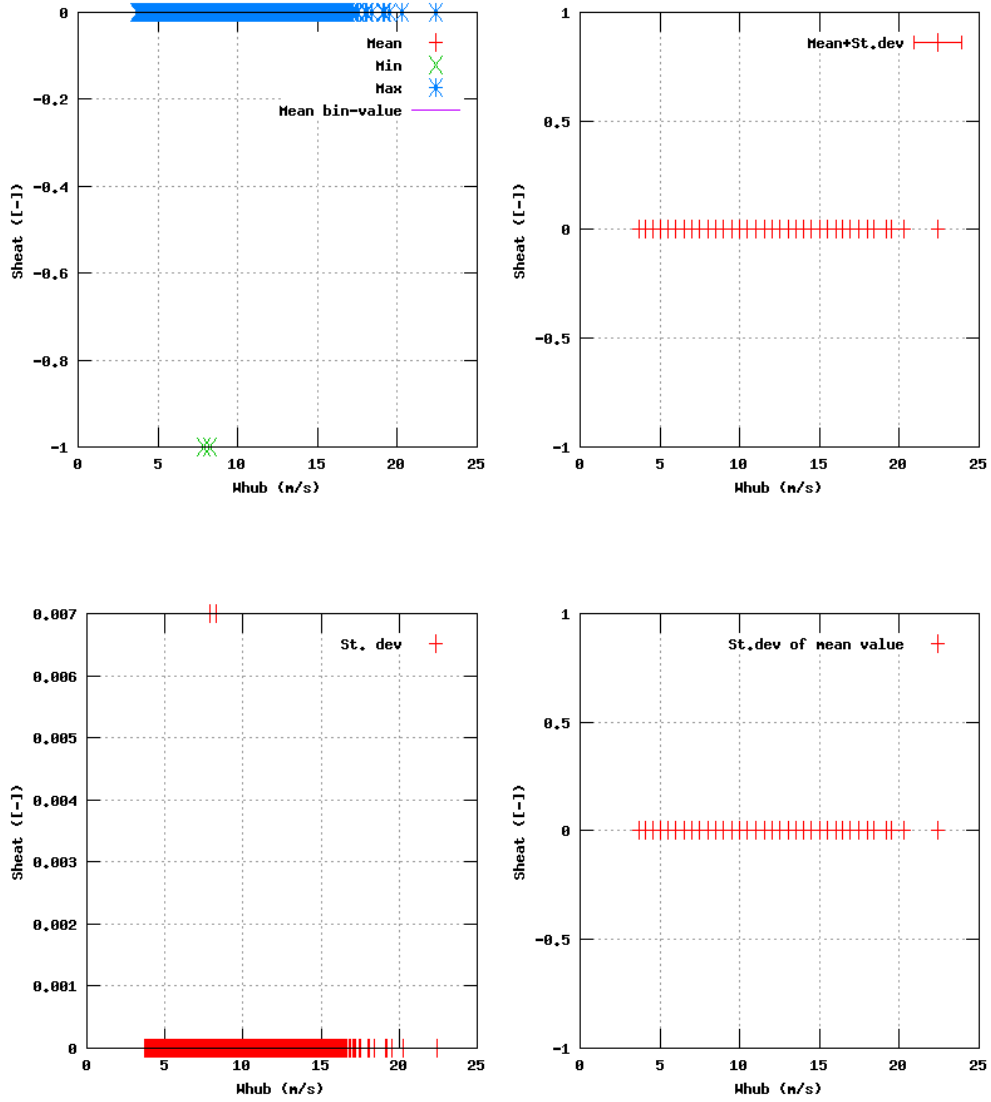 0
-0.2
-0.4
-0.6
-0.8
-1
0 5 10 15 20 25
Sheat ([-])
Whub (m/s)
Mean
Min
Max
Mean bin-value
1
0.5
0
-0.5
-1
0 5 10 15 20 25
Sheat ([-])
Whub (m/s)
Mean+St.dev
0.007
0.006
0.005
0.004
0.003
0.002
0.001
0
0 5 10 15 20 25
Sheat ([-])
Whub (m/s)
St. dev
1
0.5
0
-0.5
-1
0 5 10 15 20 25
Sheat ([-])
Whub (m/s)
St.dev of mean value